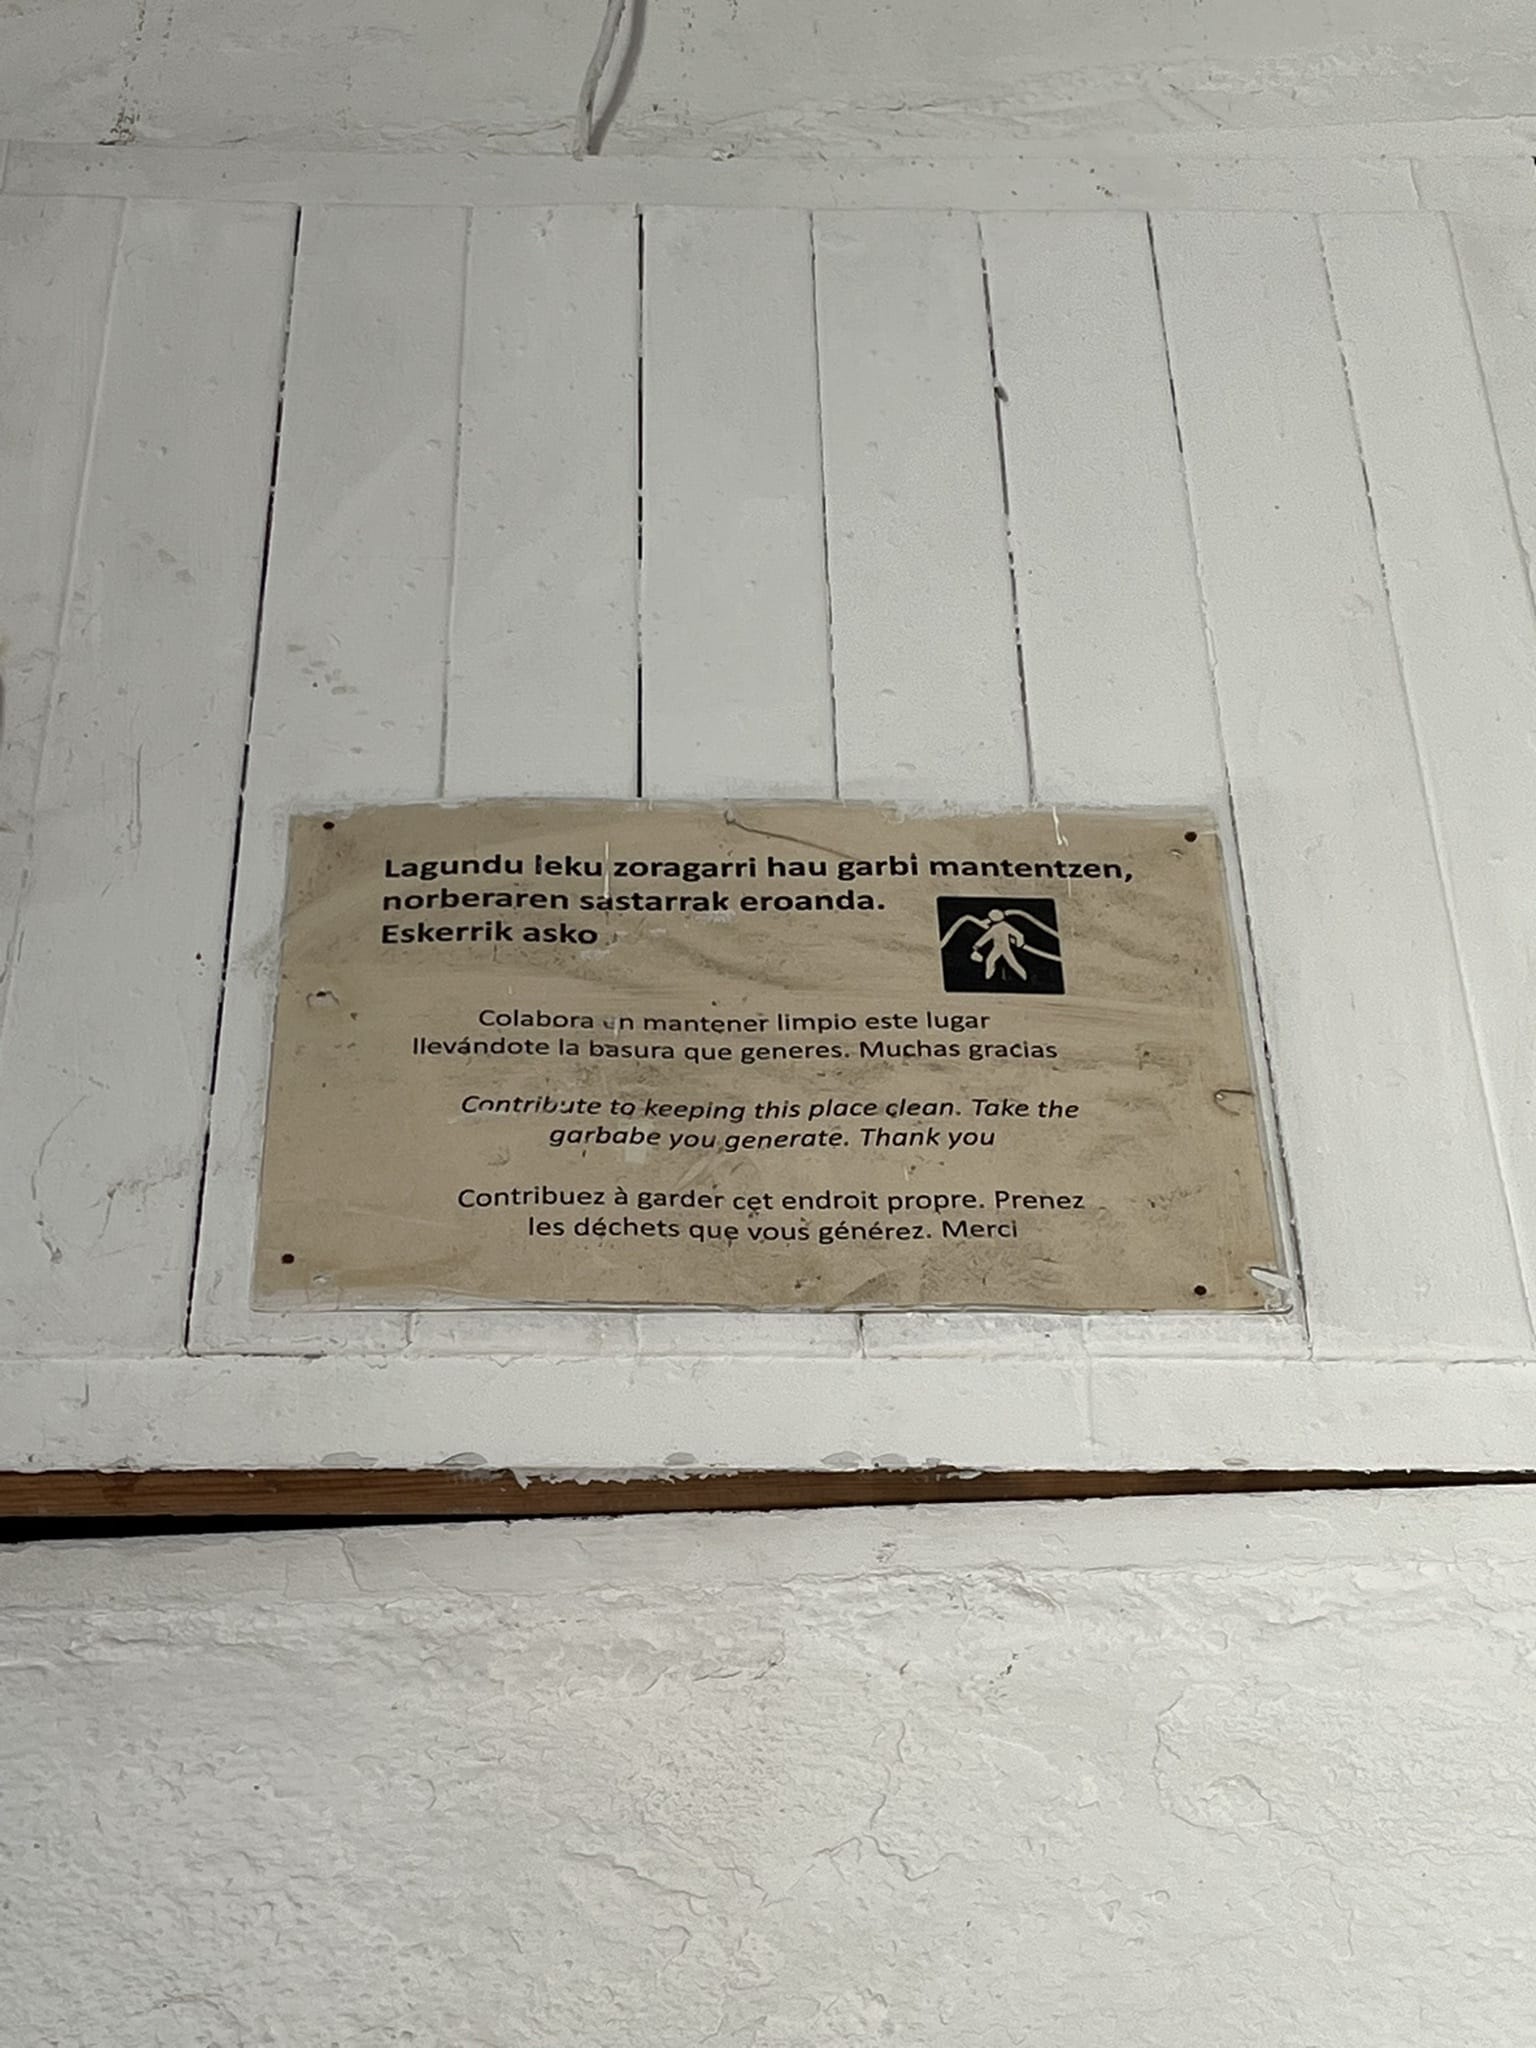 Lagundu leku zoragarri hau garbi mantentzen,
norberaren sastarrak eroanda.
Eskerrik asko
Colabora en mantener limpio este lugar
llevándote la basura que generes. Muchas gracias
Contribute to keeping this place clean. Take the
garbabe you generate. Thank you
Contribuez à garder cet endroit propre. Prenez
les déchets que vous générez. Merci